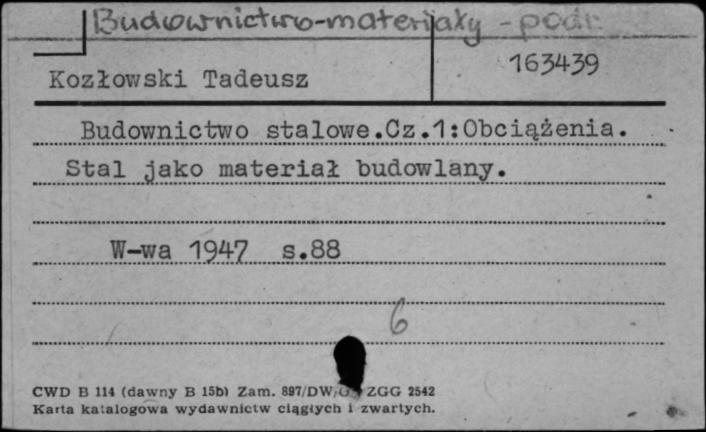 Budownictwo-materjały - podr.
Kozłowski Tadeusz
163439
Budownictwo stalowe.Cz.1:Obciążenia.
Stal jako materiał budowlany.
W-wa 1947 s.88
6
CWD B 114 (dawny B 15b) Zam. 897/DW ZGG 2542
Karta katalogowa wydawnictw ciągłych i zwartych.